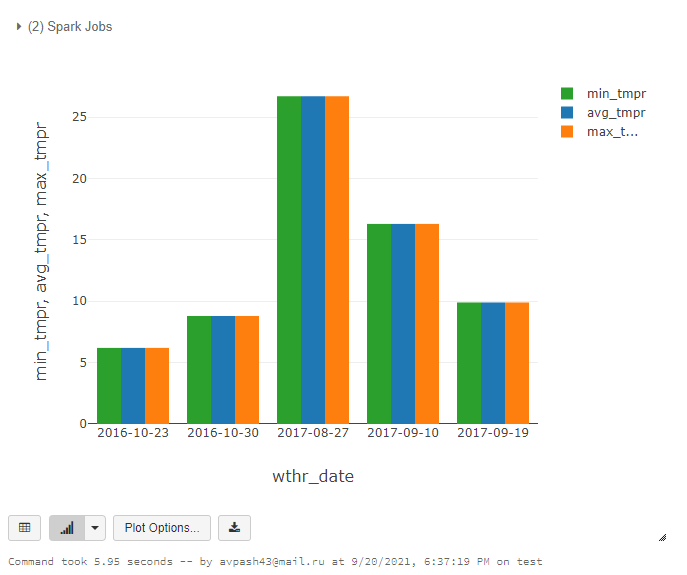 (2) Spark Jobs
min_tmpr
avg_tmpr
max_t...
min_tmpr, avg_tmpr, max_tmpr
25
20
15
10
5
0
2016-10-23 2016-10-30 2017-08-27 2017-09-10 2017-09-19
wthr_date
Plot Options...
Command took 5.95 seconds -- by avpash43@mail.ru at 9/20/2021, 6:37:19 PM on test